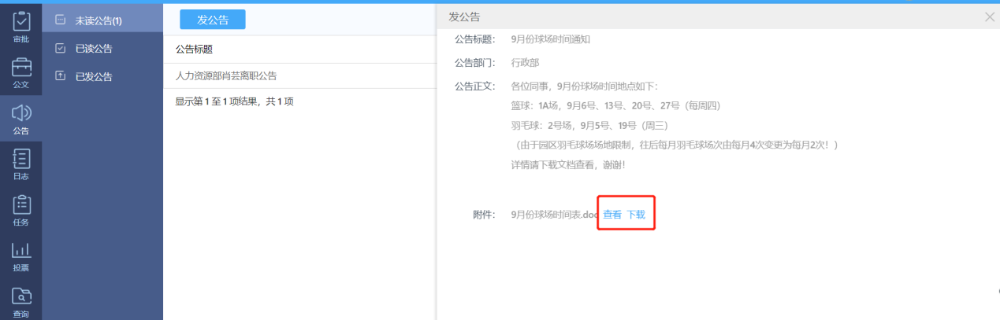 审批
公文
公告
日志
任务
投票
查询
未读公告(1)
已读公告
已发公告
发公告
公告标题
人力资源部肖芸离职公告
显示第 1 至 1 项结果，共 1 项
发公告
公告标题： 9月份球场时间通知
公告部门： 行政部
公告正文： 各位同事，9月份球场时间地点如下：
篮球：1A场，9月6号、13号、20号、27号（每周四）
羽毛球：2号场，9月5号、19号（周三）
（由于园区羽毛球场场地限制，往后每月羽毛球场次由每月4次变更为每月2次！）
详情请下载文档查看，谢谢！
附件： 9月份球场时间表.doc 查看 下载